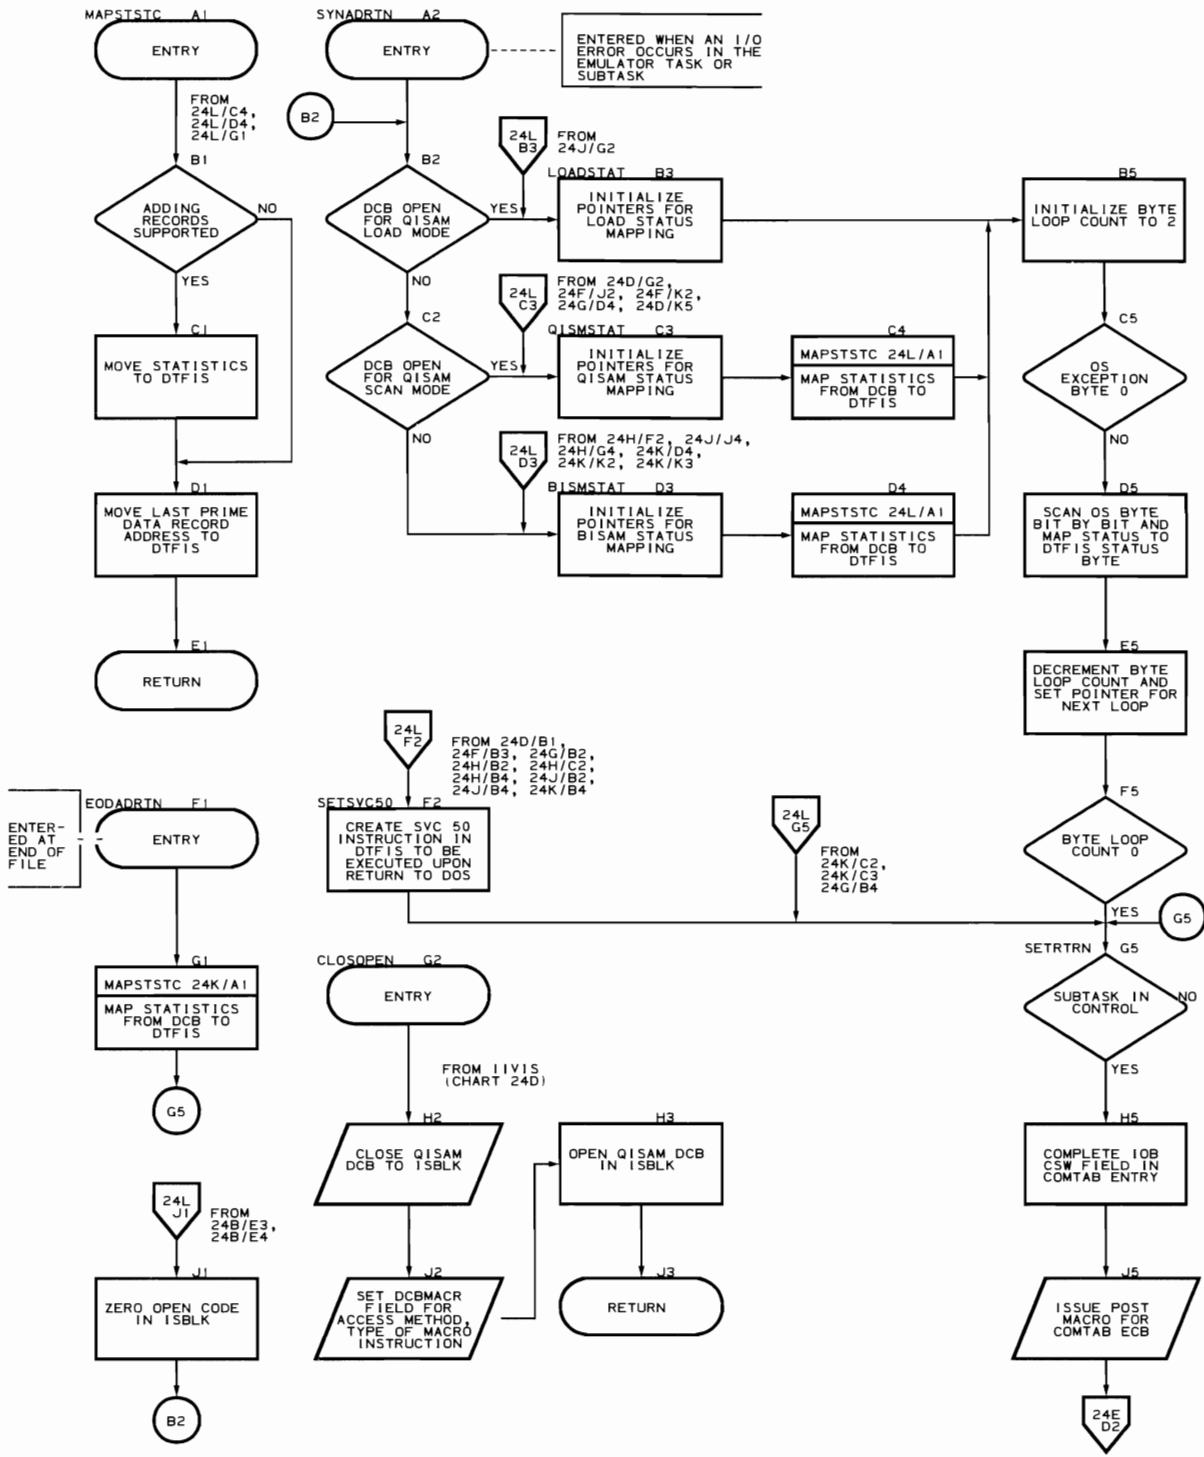 MAPSTSTC A1
ENTRY
FROM
24L/C4,
24L/D4,
24L/G1
B1
ADDING
RECORDS
SUPPORTED
NO
YES
C1
MOVE STATISTICS
TO DTFIS
D1
MOVE LAST PRIME
DATA RECORD
ADDRESS TO
DTFIS
E1
RETURN
ENTER-
ED AT
END OF
FILE
EODADRTN F1
ENTRY
G1
MAPSTSTC 24K/A1
MAP STATISTICS
FROM DCB TO
DTFIS
G5
24L
J1
FROM
24B/E3,
24B/E4
J1
ZERO OPEN CODE
IN ISBLK
B2
SYNADRTN A2
ENTRY
ENTERED WHEN AN I/O
ERROR OCCURS IN THE
EMULATOR TASK OR
SUBTASK
B2
B2
DCB OPEN
FOR QISAM
LOAD MODE
YES
NO
24L
B3
FROM
24J/G2
LOADSTAT B3
INITIALIZE
POINTERS FOR
LOAD STATUS
MAPPING
C2
DCB OPEN
FOR QISAM
SCAN MODE
YES
NO
24L
C3
FROM 24D/G2,
24F/J2, 24F/K2,
24G/D4, 24D/K5
QISMSTAT C3
INITIALIZE
POINTERS FOR
QISAM STATUS
MAPPING
C4
MAPSTSTC 24L/A1
MAP STATISTICS
FROM DCB TO
DTFIS
24L
D3
FROM 24H/F2, 24J/J4,
24H/G4, 24K/D4,
24K/K2, 24K/K3
BISMSTAT D3
INITIALIZE
POINTERS FOR
BISAM STATUS
MAPPING
D4
MAPSTSTC 24L/A1
MAP STATISTICS
FROM DCB TO
DTFIS
24L
F2
FROM 24D/B1,
24F/B3, 24G/B2,
24H/B2, 24H/C2,
24H/B4, 24J/B2,
24J/B4, 24K/B4
SETSVC50 F2
CREATE SVC 50
INSTRUCTION IN
DTFIS TO BE
EXECUTED UPON
RETURN TO DOS
24L
G5
FROM
24K/C2,
24K/C3
24G/B4
CLOSOPEN G2
ENTRY
FROM IIVIS
(CHART 24D)
H2
CLOSE QISAM
DCB TO ISBLK
H3
OPEN QISAM DCB
IN ISBLK
J2
SET DCBMACR
FIELD FOR
ACCESS METHOD,
TYPE OF MACRO
INSTRUCTION
J3
RETURN
B5
INITIALIZE BYTE
LOOP COUNT TO 2
C5
OS
EXCEPTION
BYTE 0
NO
D5
SCAN OS BYTE
BIT BY BIT AND
MAP STATUS TO
DTFIS STATUS
BYTE
E5
DECREMENT BYTE
LOOP COUNT AND
SET POINTER FOR
NEXT LOOP
F5
BYTE LOOP
COUNT 0
YES
G5
SETRTRN G5
SUBTASK IN
CONTROL
NO
YES
H5
COMPLETE IOB
CSW FIELD IN
COMTAB ENTRY
J5
ISSUE POST
MACRO FOR
COMTAB ECB
24E
D2